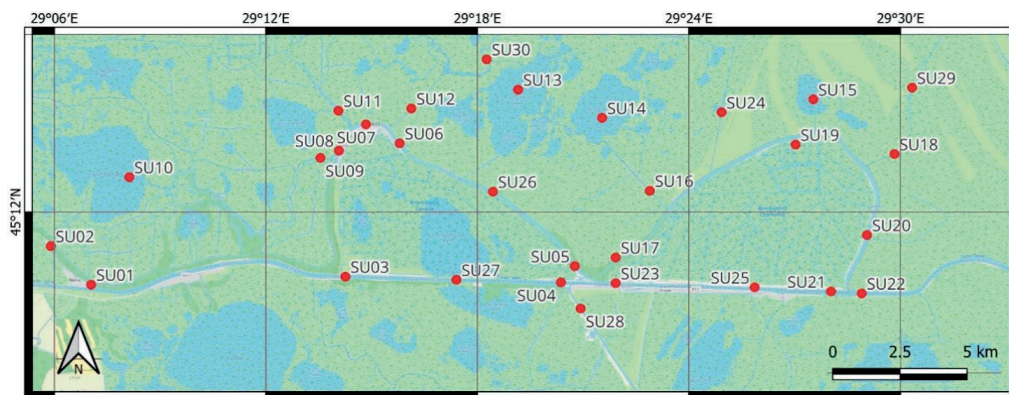 29°06′E 29°12′E 29°18′E 29°24′E 29°30′E
SU30
SU13
SU29
SU15
SU11
SU12
SU14
SU24
SU07
SU08
SU06
SU19
SU18
SU09
SU10
SU16
SU26
45°12′N
SU02
SU20
SU17
SU05
SU01
SU03
SU27
SU23
SU25
SU21
SU22
SU04
SU28
N
0 2.5 5 km